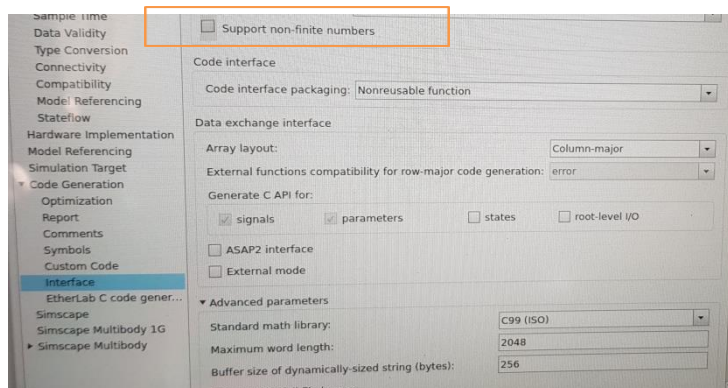 Sample Time
Data Validity
Type Conversion
Connectivity
Compatibility
Model Referencing
Stateflow
Hardware Implementation
Model Referencing
Simulation Target
Code Generation
Optimization
Report
Comments
Symbols
Custom Code
Interface
EtherLab C code gener...
Simscape
Simscape Multibody 1G
Simscape Multibody
Support non-finite numbers
Code interface
Code interface packaging: Nonreusable function
Data exchange interface
Array layout: Column-major
External functions compatibility for row-major code generation: error
Generate C API for:
signals parameters states root-level I/O
ASAP2 interface
External mode
Advanced parameters
Standard math library: C99 (ISO)
Maximum word length: 2048
Buffer size of dynamically-sized string (bytes): 256